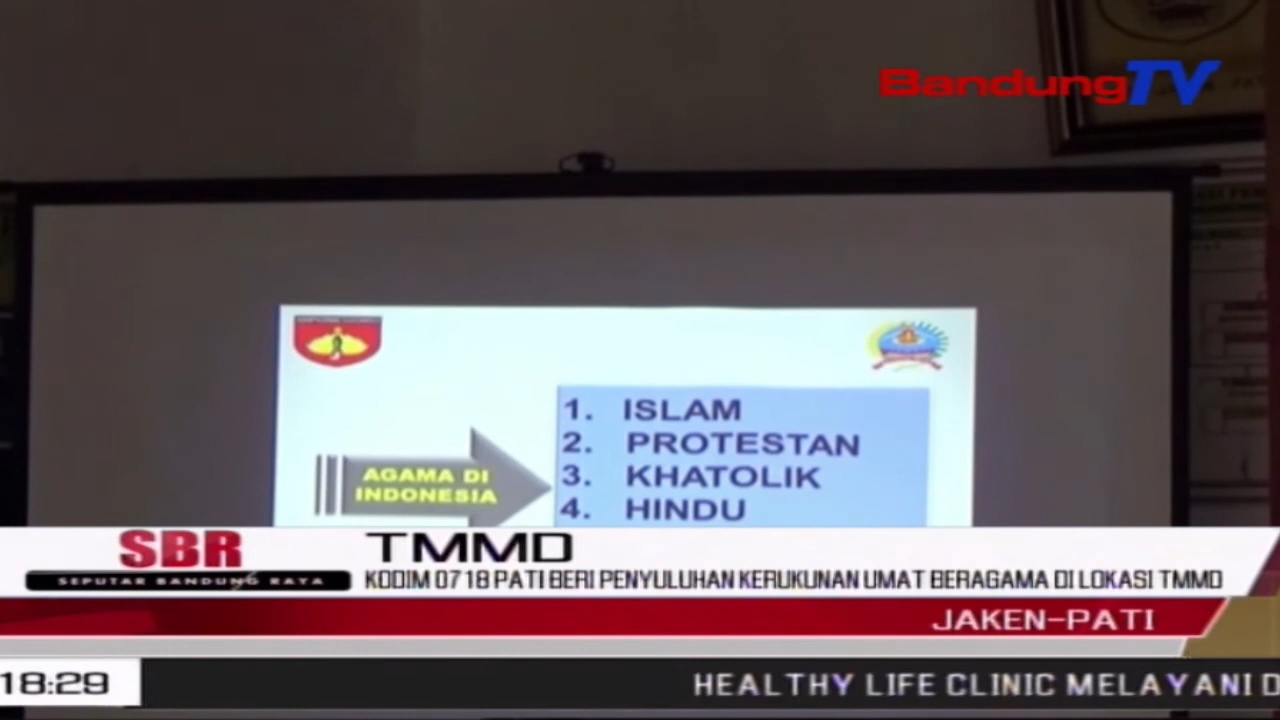 BandungTV
1. ISLAM
2. PROTESTAN
3. KHATOLIK
4. HINDU
AGAMA DI
INDONESIA
SBR
SEPUTAR BANDUNG RAYA
TMMD
KODIM 0718 PATI BERI PENYULUHAN KERUKUNAN UMAT BERAGAMA DI LOKASI TMMD
JAKEN-PATI
18:29
HEALTHY LIFE CLINIC MELAYANI D